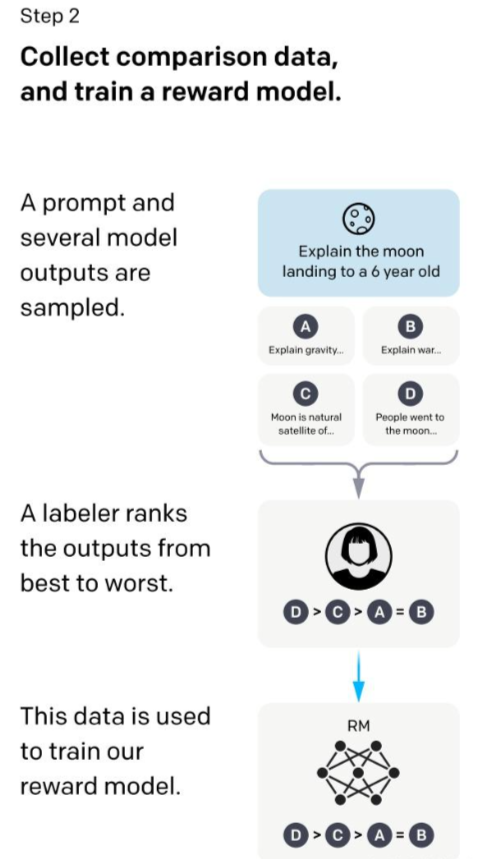 Step 2
Collect comparison data,
and train a reward model.
A prompt and
several model
outputs are
sampled.
Explain the moon
landing to a 6 year old
A
Explain gravity...
B
Explain war...
C
Moon is natural
satellite of...
D
People went to
the moon...
A labeler ranks
the outputs from
best to worst.
D > C > A = B
This data is used
to train our
reward model.
RM
D > C > A = B